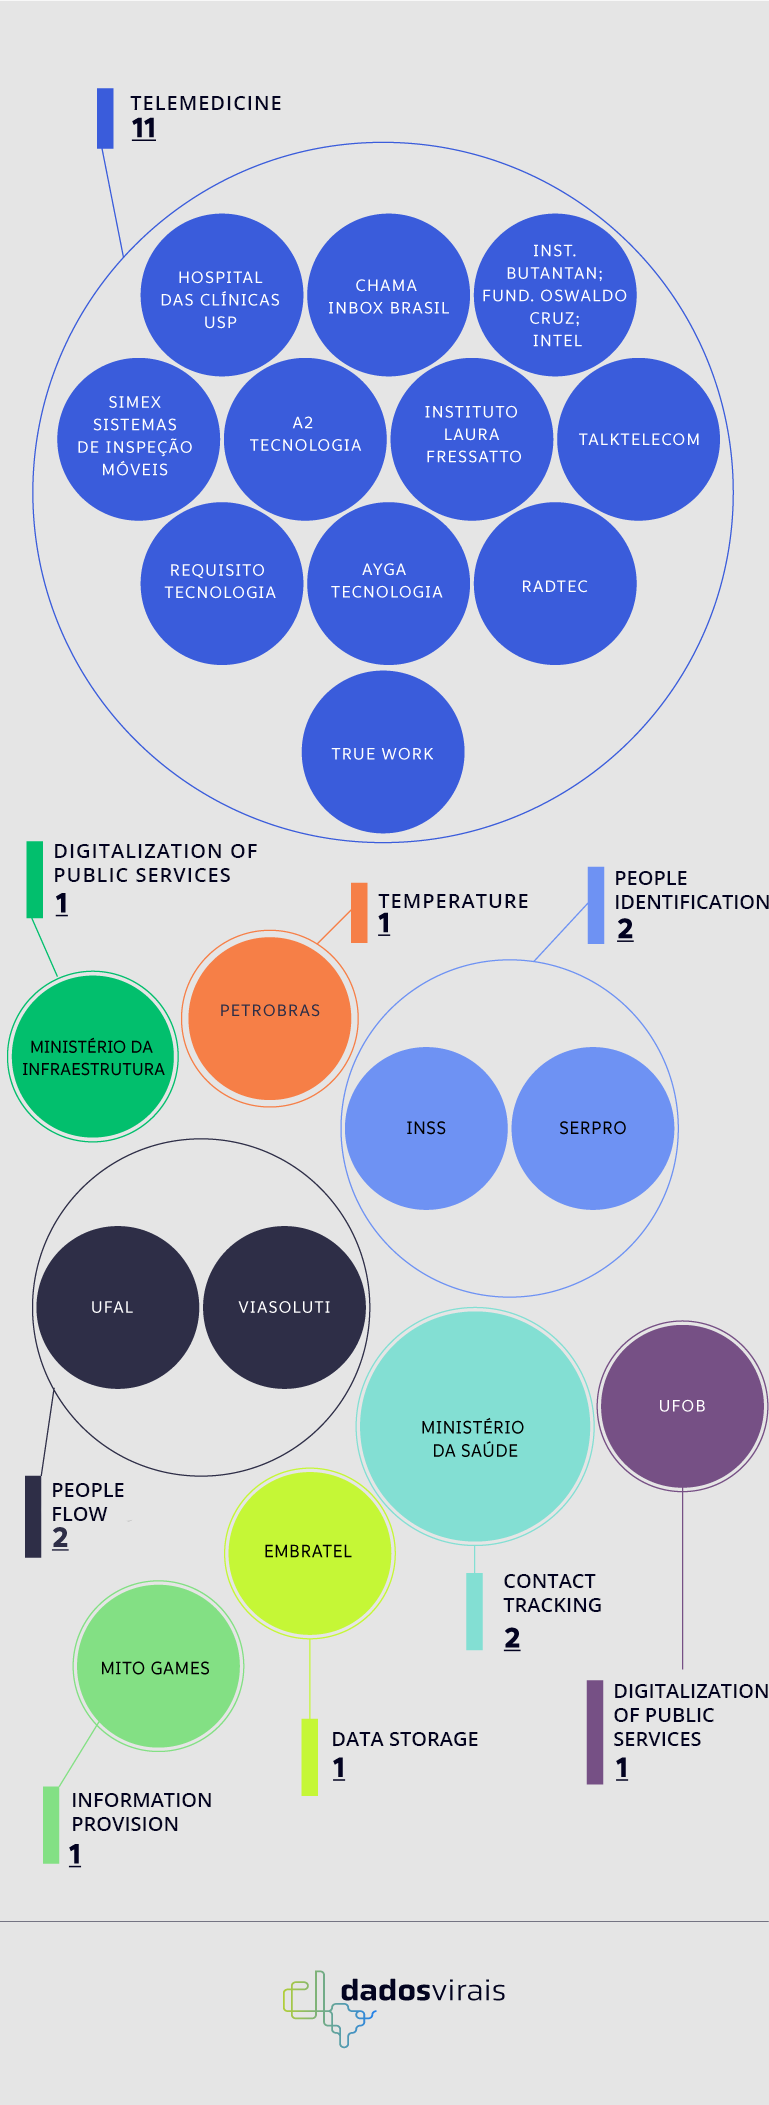 TELEMEDICINE
11
HOSPITAL
DAS CLÍNICAS
USP
CHAMA
INBOX BRASIL
INST.
BUTANTAN;
FUND. OSWALDO
CRUZ;
INTEL
SIMEX
SISTEMAS
DE INSPEÇÃO
MÓVEIS
A2
TECNOLOGIA
INSTITUTO
LAURA
FRESSATTO
TALKTELECOM
REQUISITO
TECNOLOGIA
AYGA
TECNOLOGIA
RADTEC
TRUE WORK
DIGITALIZATION OF
PUBLIC SERVICES
1
TEMPERATURE
1
PEOPLE
IDENTIFICATION
2
MINISTÉRIO DA
INFRAESTRUTURA
PETROBRAS
INSS
SERPRO
UFAL
VIASOLUTI
PEOPLE
FLOW
2
MINISTÉRIO
DA SAÚDE
UFOB
EMBRATEL
CONTACT
TRACKING
2
MITO GAMES
DIGITALIZATION
OF PUBLIC
SERVICES
1
DATA STORAGE
1
INFORMATION
PROVISION
1
dadosvirais